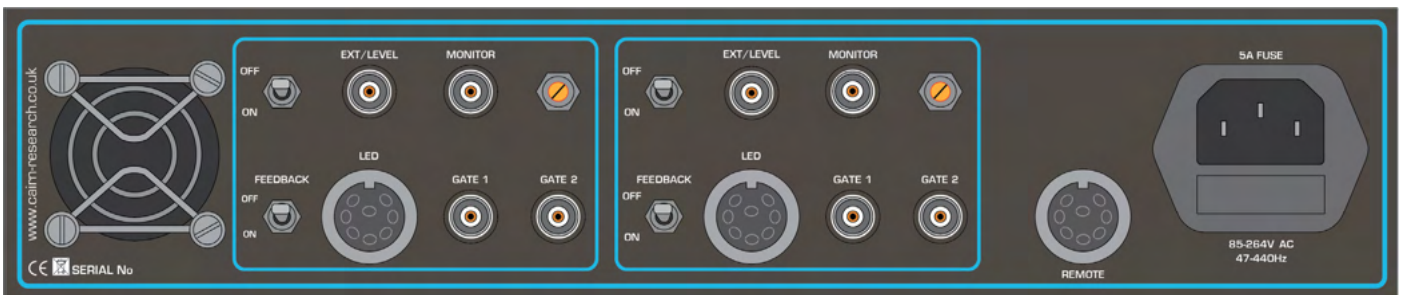 www.cairn-research.co.uk
CE SERIAL No
OFF
ON
EXT/LEVEL
MONITOR
LED
FEEDBACK
OFF
ON
GATE 1
GATE 2
OFF
ON
EXT/LEVEL
MONITOR
LED
FEEDBACK
OFF
ON
GATE 1
GATE 2
REMOTE
5A FUSE
85-264V AC
47-440Hz